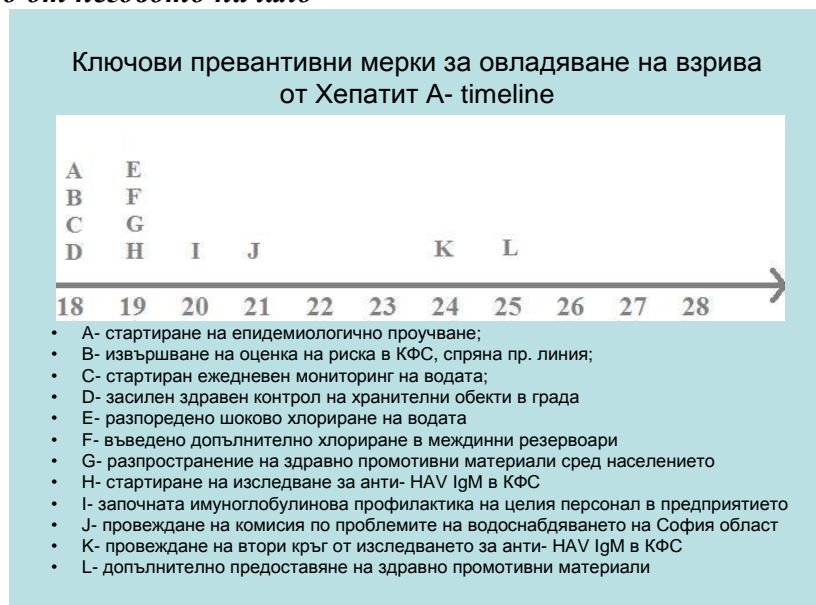 Ключови превантивни мерки за овладяване на взрива
от Хепатит А- timeline
A E
B F
C G
D H I J K L
18 19 20 21 22 23 24 25 26 27 28
• А- стартиране на епидемиологично проучване;
• В- извършване на оценка на риска в КФС, спряна пр. линия;
• С- стартиран ежедневен мониторинг на водата;
• D- засилен здравен контрол на хранителни обекти в града
• Е- разпоредено шоково хлориране на водата
• F- въведено допълнително хлориране в междинни резервоари
• G- разпространение на здравно промотивни материали сред населението
• Н- стартиране на изследване за анти- HAV IgM в КФС
• I- започната имуноглобулинова профилактика на целия персонал в предприятието
• J- провеждане на комисия по проблемите на водоснабдяването на София област
• К- провеждане на втори кръг от изследването за анти- HAV IgM в КФС
• L- допълнително предоставяне на здравно промотивни материали